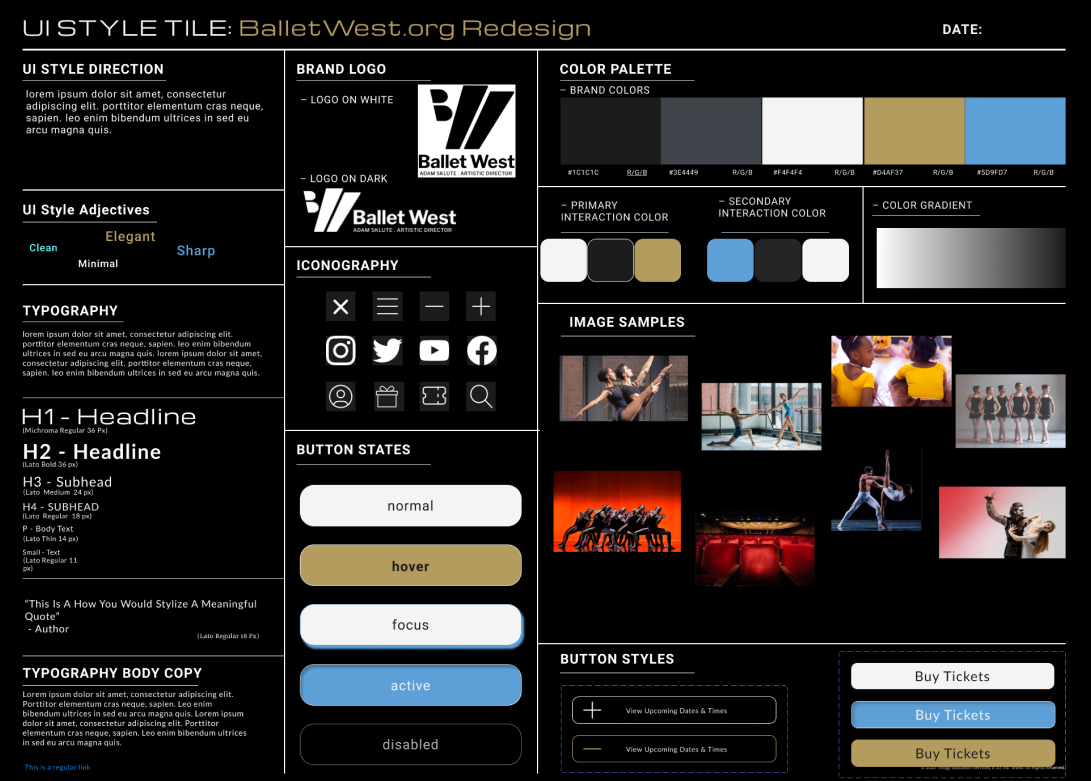 UI STYLE TILE: BalletWest.org Redesign
DATE:
UI STYLE DIRECTION
lorem ipsum dolor sit amet, consectetur
adipiscing elit. porttitor elementum cras neque,
sapien. leo enim bibendum ultrices in sed eu
arcu magna quis.
UI Style Adjectives
Elegant
Clean
Sharp
Minimal
TYPOGRAPHY
lorem ipsum dolor sit amet, consectetur adipiscing elit.
porttitor elementum cras neque, sapien. leo enim bibendum
ultrices in sed eu arcu magna quis. lorem ipsum dolor sit amet,
consectetur adipiscing elit. porttitor elementum cras neque,
sapien. leo enim bibendum ultrices in sed eu arcu magna quis.
H1 - Headline
(Michroma Regular 36 Px)
H2 - Headline
(Lato Bold 36 px)
H3 - Subhead
(Lato Medium 24 px)
H4 - SUBHEAD
(Lato Regular 18 px)
P - Body Text
(Lato Thin 14 px)
Small - Text
(Lato Regular 11
px)
“This Is A How You Would Stylize A Meaningful
Quote”
- Author
(Lato Regular 18 Px)
TYPOGRAPHY BODY COPY
Lorem ipsum dolor sit amet, consectetur adipiscing elit.
Porttitor elementum cras neque, sapien. Leo enim
bibendum ultrices in sed eu arcu magna quis. Lorem ipsum
dolor sit amet, consectetur adipiscing elit. Porttitor
elementum cras neque, sapien. Leo enim bibendum ultrices
in sed eu arcu magna quis.
This is a regular link
BRAND LOGO
– LOGO ON WHITE
Ballet West
ADAM SKLUTE . ARTISTIC DIRECTOR
– LOGO ON DARK
Ballet West
ADAM SKLUTE . ARTISTIC DIRECTOR
ICONOGRAPHY
BUTTON STATES
normal
hover
focus
active
disabled
COLOR PALETTE
– BRAND COLORS
#1C1C1C R/G/B #3E4449 R/G/B #F4F4F4 R/G/B #D4AF37 R/G/B #5D9FD7 R/G/B
– PRIMARY
INTERACTION COLOR
– SECONDARY
INTERACTION COLOR
– COLOR GRADIENT
IMAGE SAMPLES
BUTTON STYLES
View Upcoming Dates & Times
View Upcoming Dates & Times
Buy Tickets
Buy Tickets
Buy Tickets